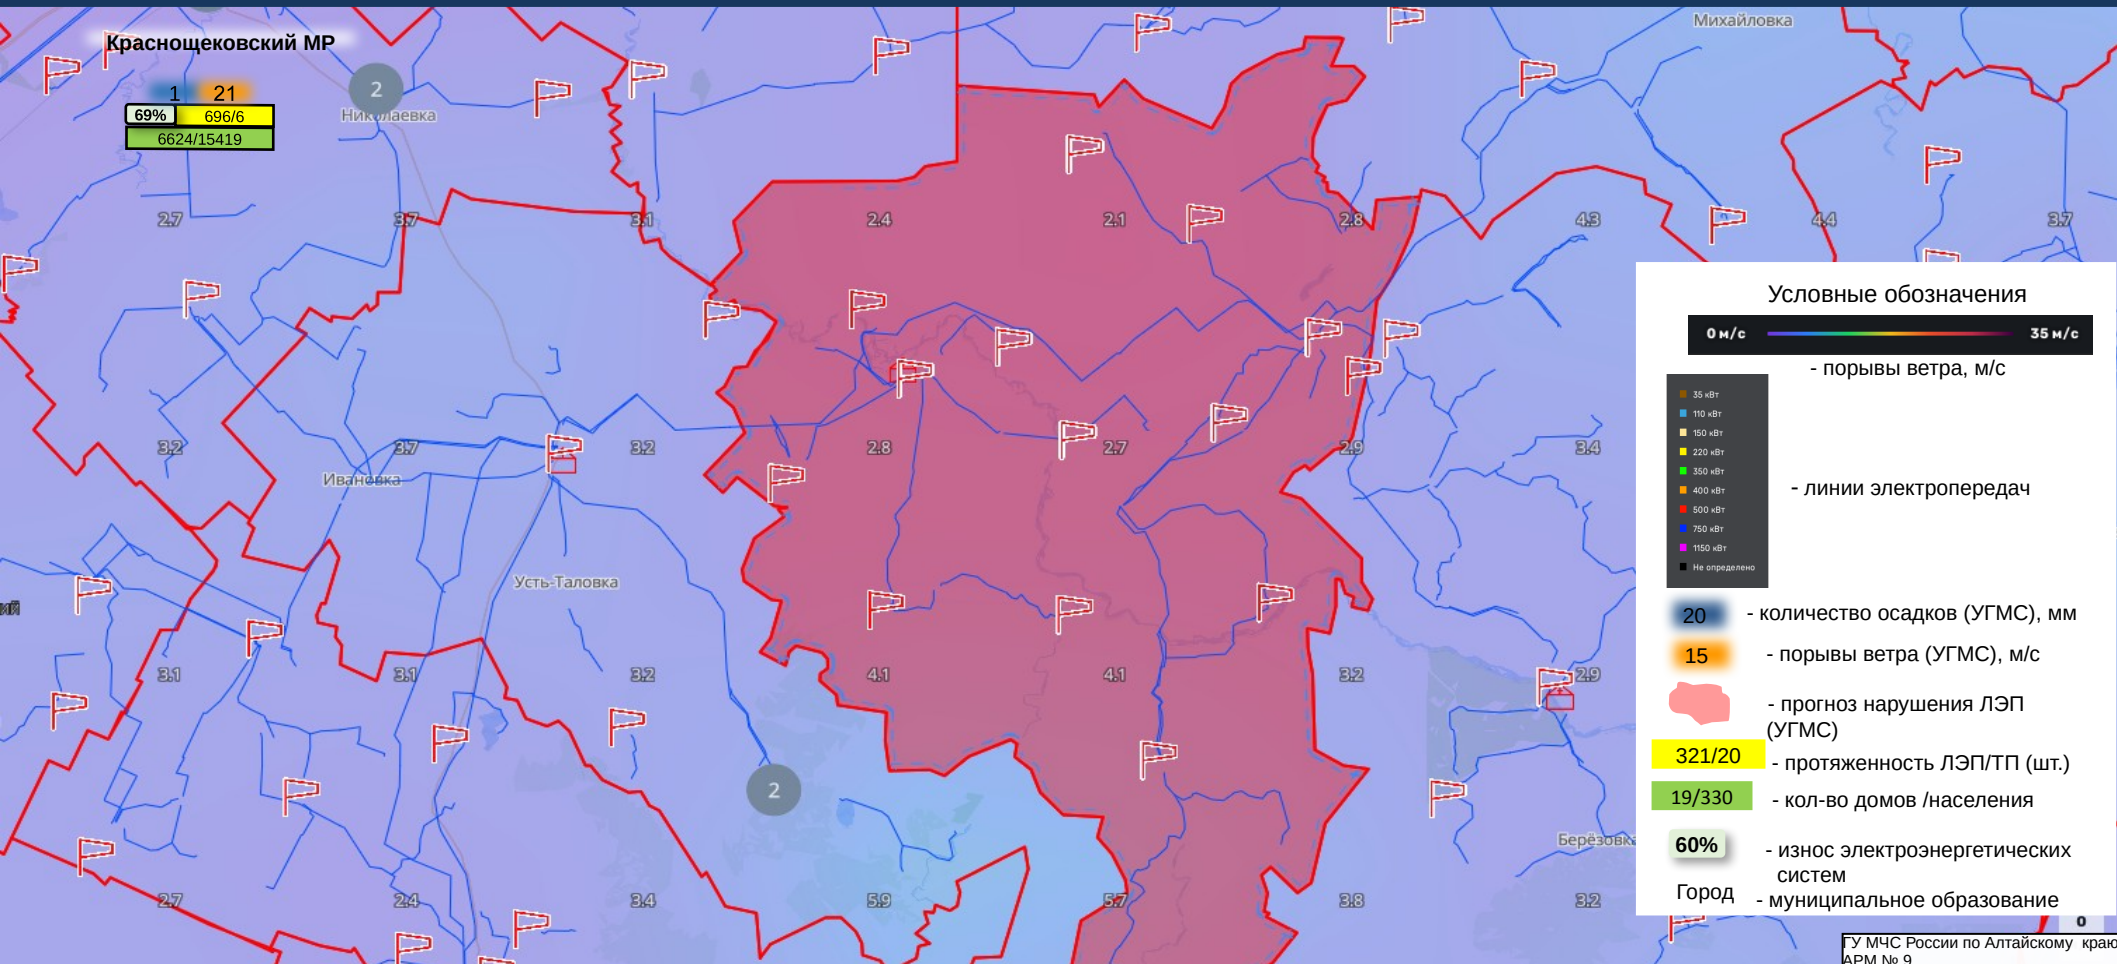 Михайловка
Краснощековский МР
1 21
69% 696/6
6624/15419
2
Николаевка
2.7 3.7 3.1 2.4 2.1 2.8 4.3 4.4 3.7
Условные обозначения
0 м/с 35 м/с
- порывы ветра, м/с
35 кВт
110 кВт
150 кВт
220 кВт
350 кВт
400 кВт
500 кВт
750 кВт
1150 кВт
Не определено
- линии электропередач
3.2 3.7 3.2 2.8 2.7 2.9 3.4
Ивановка
Усть-Таловка
ий
20 - количество осадков (УГМС), мм
15 - порывы ветра (УГМС), м/с
- прогноз нарушения ЛЭП
(УГМС)
321/20 - протяженность ЛЭП/ТП (шт.)
19/330 - кол-во домов /населения
60% - износ электроэнергетических
систем
Город - муниципальное образование
3.1 3.1 3.2 4.1 4.1 3.2 2.9
2
Берёзовк
2.7 2.4 3.4 5.9 5.7 3.8 3.2
0
ГУ МЧС России по Алтайскому краю
АРМ № 9